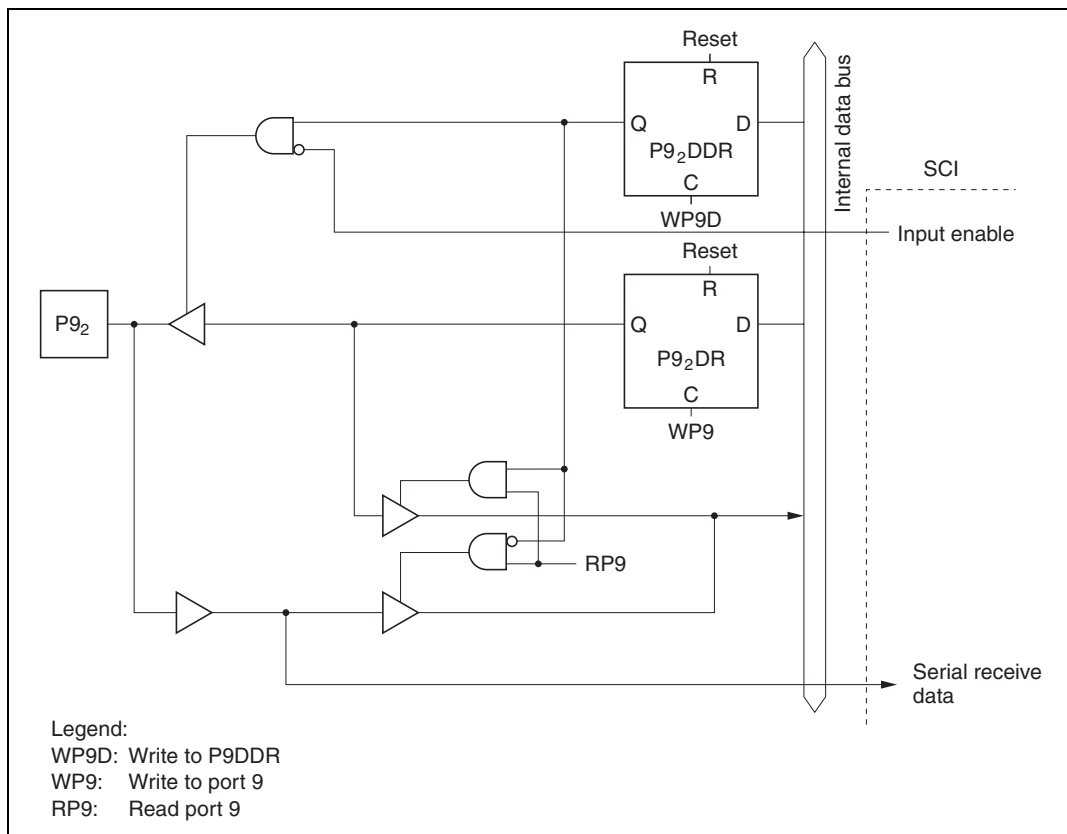 Reset
R
Q D
P9₂DDR
C
WP9D
Internal data bus
SCI
Input enable
Reset
R
P9₂
Q D
P9₂DR
C
WP9
RP9
Serial receive
data
Legend:
WP9D: Write to P9DDR
WP9: Write to port 9
RP9: Read port 9